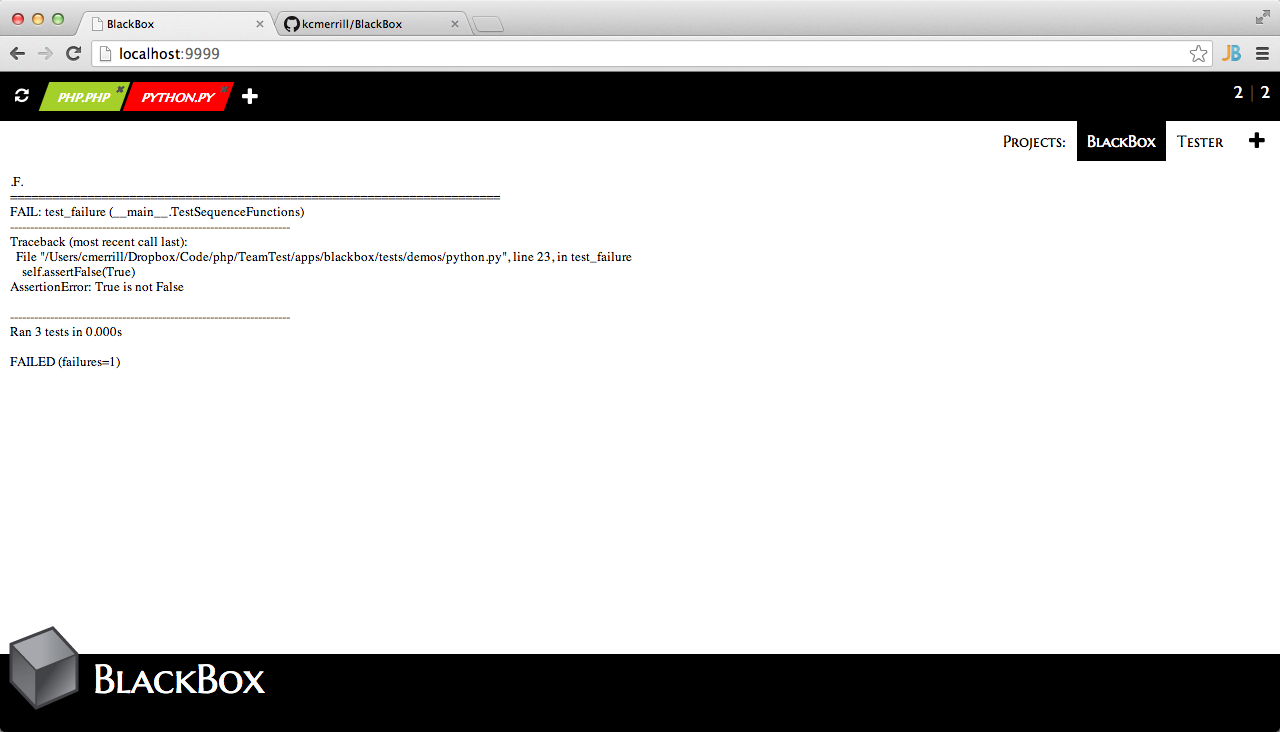 BlackBox
kcmerrill/BlackBox
localhost:9999
JB
PHP.PHP
PYTHON.PY
2 | 2
Projects:
BlackBox
Tester
.F.
======================================================================
FAIL: test_failure (__main__.TestSequenceFunctions)
----------------------------------------------------------------------
Traceback (most recent call last):
File "/Users/cmerrill/Dropbox/Code/php/TeamTest/apps/blackbox/tests/demos/python.py", line 23, in test_failure
self.assertFalse(True)
AssertionError: True is not False
----------------------------------------------------------------------
Ran 3 tests in 0.000s
FAILED (failures=1)
BlackBox